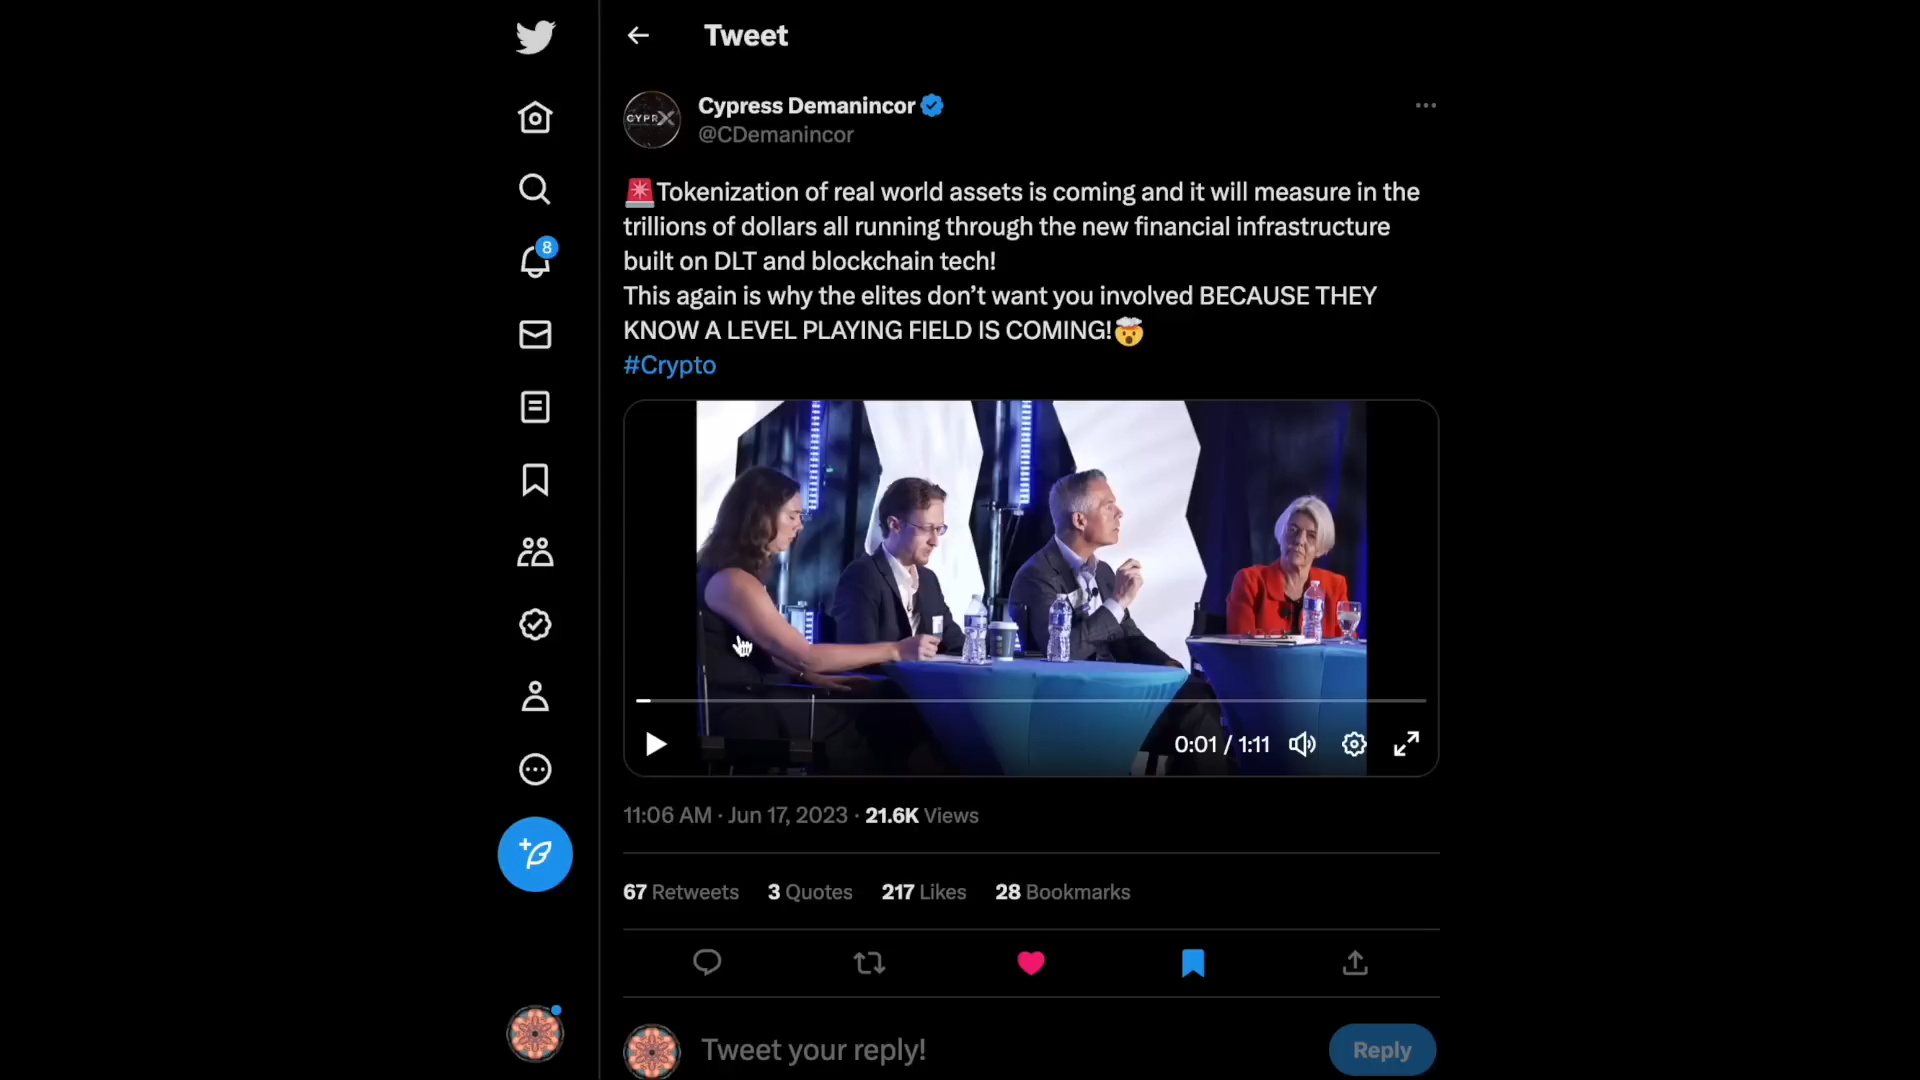 Tweet
CYPRX
Cypress Demanincor
@CDemanincor
🚨Tokenization of real world assets is coming and it will measure in the
trillions of dollars all running through the new financial infrastructure
built on DLT and blockchain tech!
This again is why the elites don’t want you involved BECAUSE THEY
KNOW A LEVEL PLAYING FIELD IS COMING!🤯
#Crypto
8
0:01 / 1:11
11:06 AM · Jun 17, 2023 · 21.6K Views
67 Retweets 3 Quotes 217 Likes 28 Bookmarks
Tweet your reply!
Reply